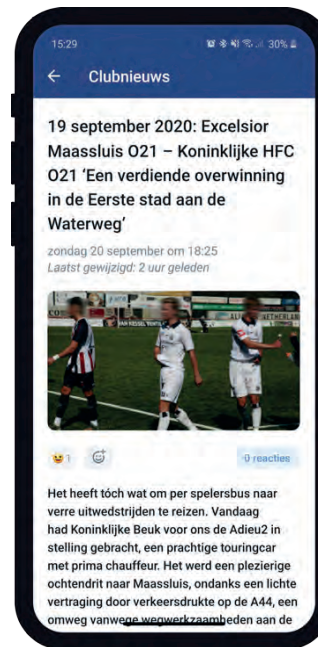 15:29
30%
Clubnieuws
19 september 2020: Excelsior
Maassluis O21 – Koninklijke HFC
O21 ‘Een verdiende overwinning
in de Eerste stad aan de
Waterweg’
zondag 20 september om 18:25
Laatst gewijzigd: 2 uur geleden
VAN KESSEL
1
0 reacties
Het heeft tóch wat om per spelersbus naar
verre uitwedstrijden te reizen. Vandaag
had Koninklijke Beuk voor ons de Adieu2 in
stelling gebracht, een prachtige touringcar
met prima chauffeur. Het werd een plezierige
ochtendrit naar Maassluis, ondanks een lichte
vertraging door verkeersdrukte op de A44, een
omweg vanwege wegwerkzaamheden aan de